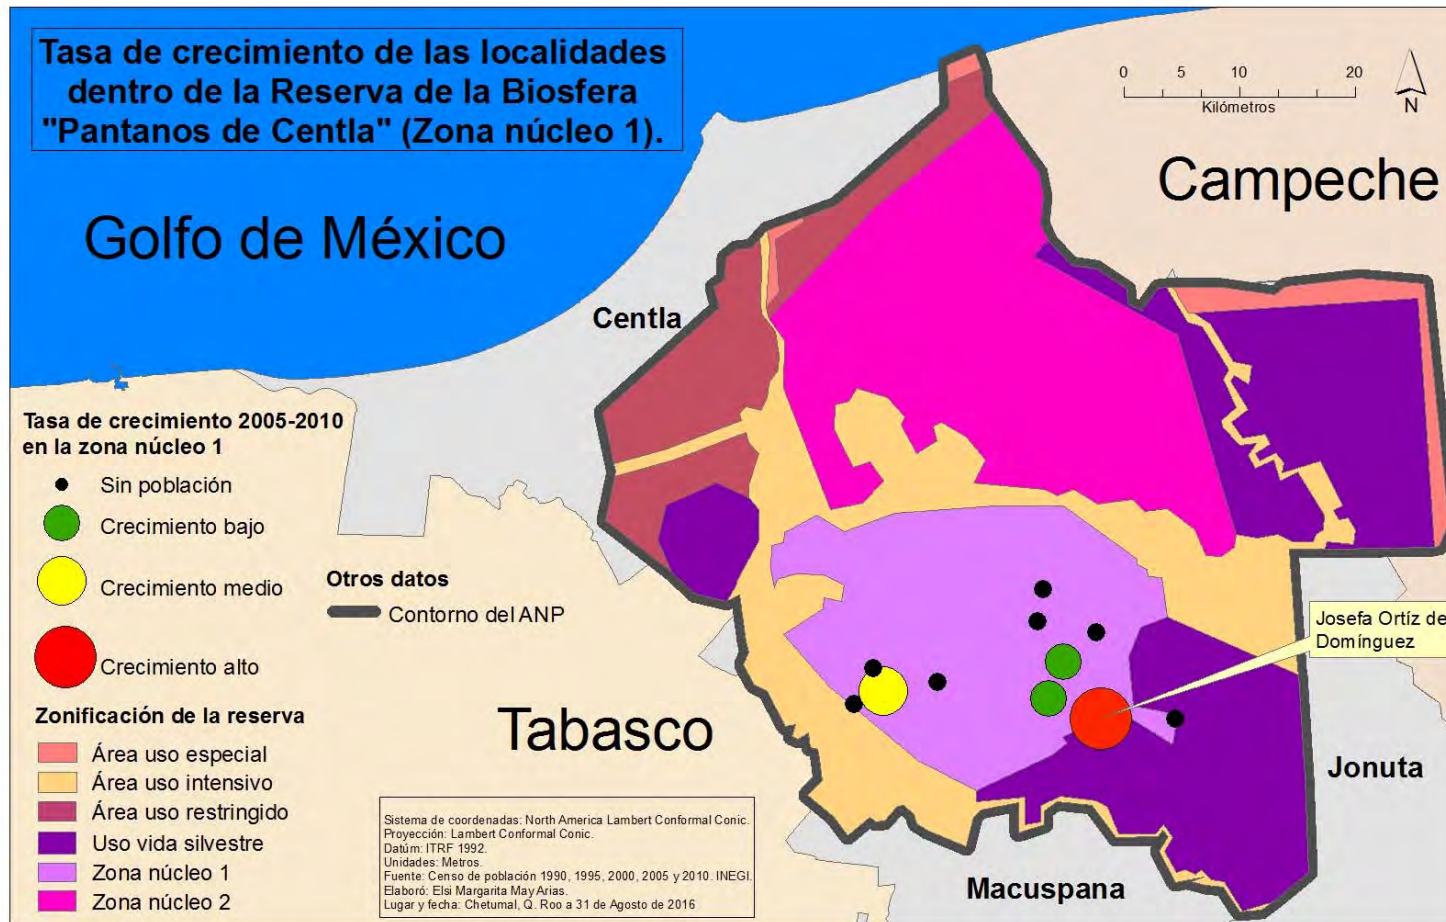 Tasa de crecimiento de las localidades
dentro de la Reserva de la Biosfera
"Pantanos de Centla" (Zona núcleo 1).
0 5 10 20
Kilómetros
N
Campeche
Golfo de México
Centla
Tasa de crecimiento 2005-2010
en la zona núcleo 1
Sin población
Crecimiento bajo
Crecimiento medio
Crecimiento alto
Otros datos
Contorno del ANP
Josefa Ortíz de
Domínguez
Zonificación de la reserva
Área uso especial
Área uso intensivo
Área uso restringido
Uso vida silvestre
Zona núcleo 1
Zona núcleo 2
Tabasco
Jonuta
Macuspana
Sistema de coordenadas: North America Lambert Conformal Conic.
Proyección: Lambert Conformal Conic.
Datúm: ITRF 1992.
Unidades: Metros.
Fuente: Censo de población 1990, 1995, 2000, 2005 y 2010. INEGI.
Elaboró: Elsi Margarita May Arias.
Lugar y fecha: Chetumal, Q. Roo a 31 de Agosto de 2016